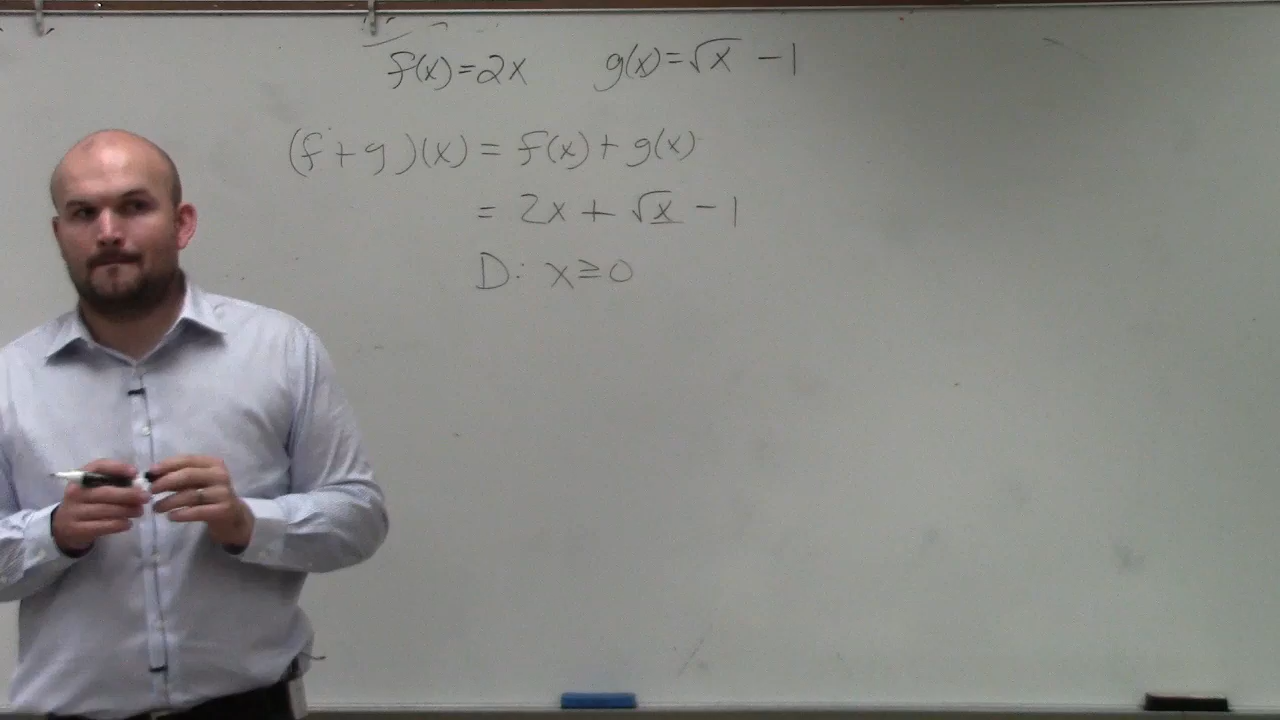 f(x)=2x g(x)=√x -1
(f+g)(x) = f(x)+g(x)
= 2x + √x - 1
D: x≥0